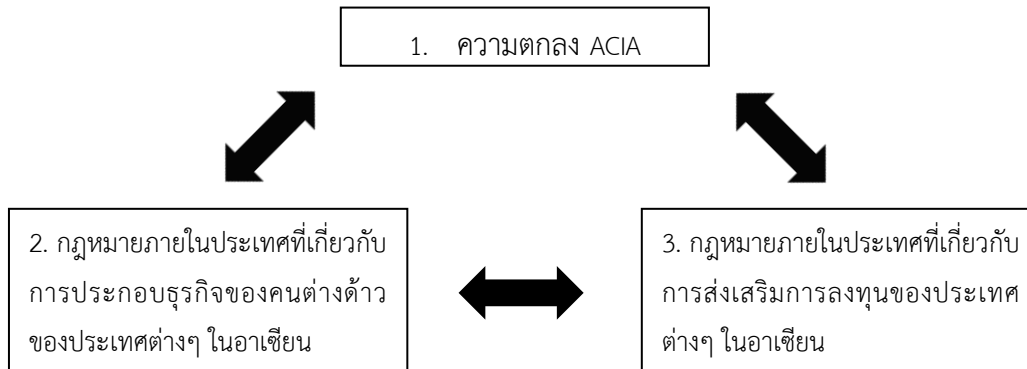 1. ความตกลง ACIA
2. กฎหมายภายในประเทศที่เกี่ยวกับ
การประกอบธุรกิจของคนต่างด้าว
ของประเทศต่างๆ ในอาเซียน
3. กฎหมายภายในประเทศที่เกี่ยวกับ
การส่งเสริมการลงทุนของประเทศ
ต่างๆ ในอาเซียน